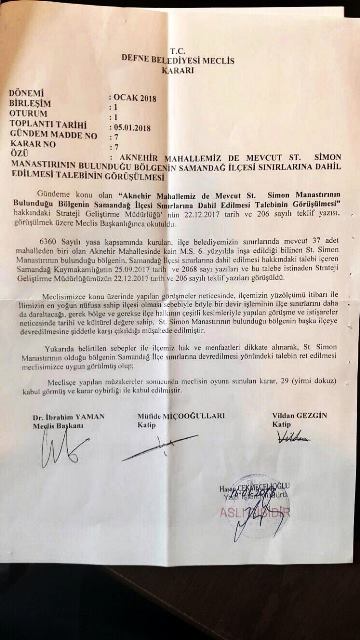 T.C.
DEFNE BELEDİYESİ MECLİS
KARARI
DÖNEMİ : OCAK 2018
BİRLEŞİM : 1
OTURUM : 1
TOPLANTI TARİHİ : 05.01.2018
GÜNDEM MADDE NO : 7
KARAR NO : 7
ÖZÜ : AKNEHİR MAHALLEMİZ DE MEVCUT ST. SİMON
MANASTIRININ BULUNDUĞU BÖLGENİN SAMANDAĞ İLÇESİ SINIRLARINA DAHİL
EDİLMESİ TALEBİNİN GÖRÜŞÜLMESİ
Gündeme konu olan "Aknehir Mahallemiz de Mevcut St. Simon Manastırının
Bulunduğu Bölgenin Samandağ İlçesi Sınırlarına Dahil Edilmesi Talebinin Görüşülmesi"
hakkındaki Strateji Geliştirme Müdürlüğü' nün 22.12.2017 tarih ve 206 sayılı teklif yazısı,
görüşülmek üzere Meclis Başkanlığınca okutuldu.
6360 Sayılı yasa kapsamında kurulan, ilçe belediyemizin sınırlarında mevcut 37 adet
mahalleden biri olan Aknehir Mahallesinde kain M.S. 6. yüzyılda inşa edildiği bilinen St. Simon
Manastırının bulunduğu bölgenin, Samandağ İlçesi sınırlarına dahil edilmesi hakkındaki talebi içeren
Samandağ Kaymakamlığının 25.09.2017 tarih ve 2068 sayılı yazıları ve bu talebe istinaden Strateji
Geliştirme Müdürlüğümüzün 22.12.2017 tarih ve 206 sayılı teklif yazıları görüşüldü.
Meclisimizce konu üzerinde yapılan görüşmeler neticesinde, ilçemizin yüzölçümü itibarı ile
İlimizin en yoğun nüfusa sahip ilçesi olması sebebiyle böyle bir devir işleminin ilçe sınırlarını daha
da daraltacağı, gerek bölge ve gerekse ilçe halkının çeşitli kesimleriyle yapılan görüşme ve istişareler
neticesinde tarihi ve kültürel değere sahip, St. Simon Manastırının bulunduğu bölgenin başka ilçeye
devredilmesine şiddetle karşı çıkıldığı müşahede edilmiştir.
Yukarıda belirtilen sebepler ile ilçemiz hak ve menfaatleri dikkate alınarak, St. Simon
Manastırının olduğu bölgenin Samandağ İlçe sınırlarına devredilmesi yönündeki talebin ret edilmesi
meclisimizce uygun görülmüş olup;
Meclisçe yapılan müzakereler sonucunda meclisin oyuna sunulan karar, 29 (yirmi dokuz)
kabul görmüş ve karar oybirliği ile kabul edilmiştir.
Dr. İbrahim YAMAN Müfide MIÇOOĞULLARI Vildan GEZGİN
Meclis Başkanı Katip Katip
Vildan
ASLI GİBİDİR